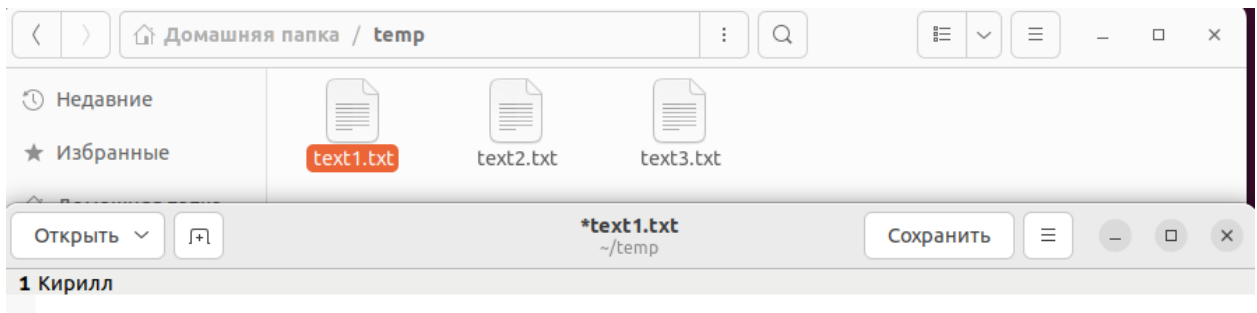 Домашняя папка / temp
Недавние
Избранные
text1.txt text2.txt text3.txt
Открыть *text1.txt Сохранить
~/temp
1 Кирилл